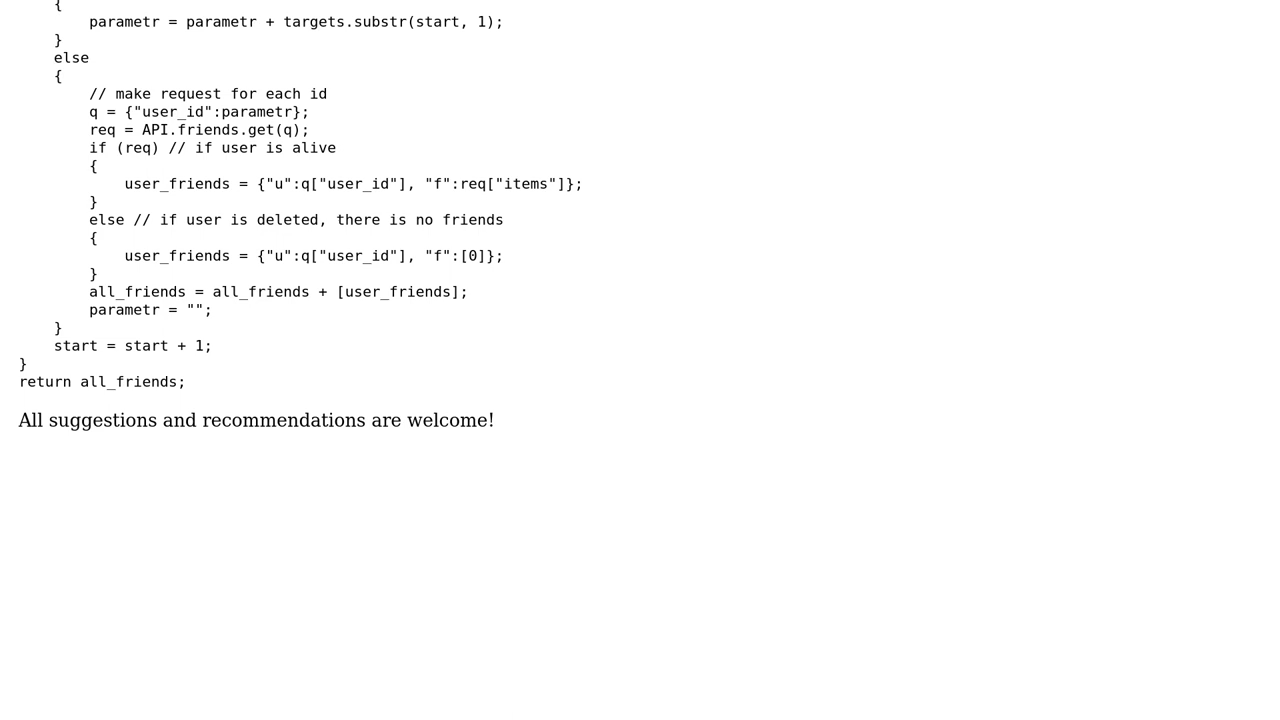 {
        parametr = parametr + targets.substr(start, 1);
    }
    else
    {
        // make request for each id
        q = {"user_id":parametr};
        req = API.friends.get(q);
        if (req) // if user is alive
        {
            user_friends = {"u":q["user_id"], "f":req["items"]};
        }
        else // if user is deleted, there is no friends
        {
            user_friends = {"u":q["user_id"], "f":[0]};
        }
        all_friends = all_friends + [user_friends];
        parametr = "";
    }
    start = start + 1;
}
return all_friends;
All suggestions and recommendations are welcome!